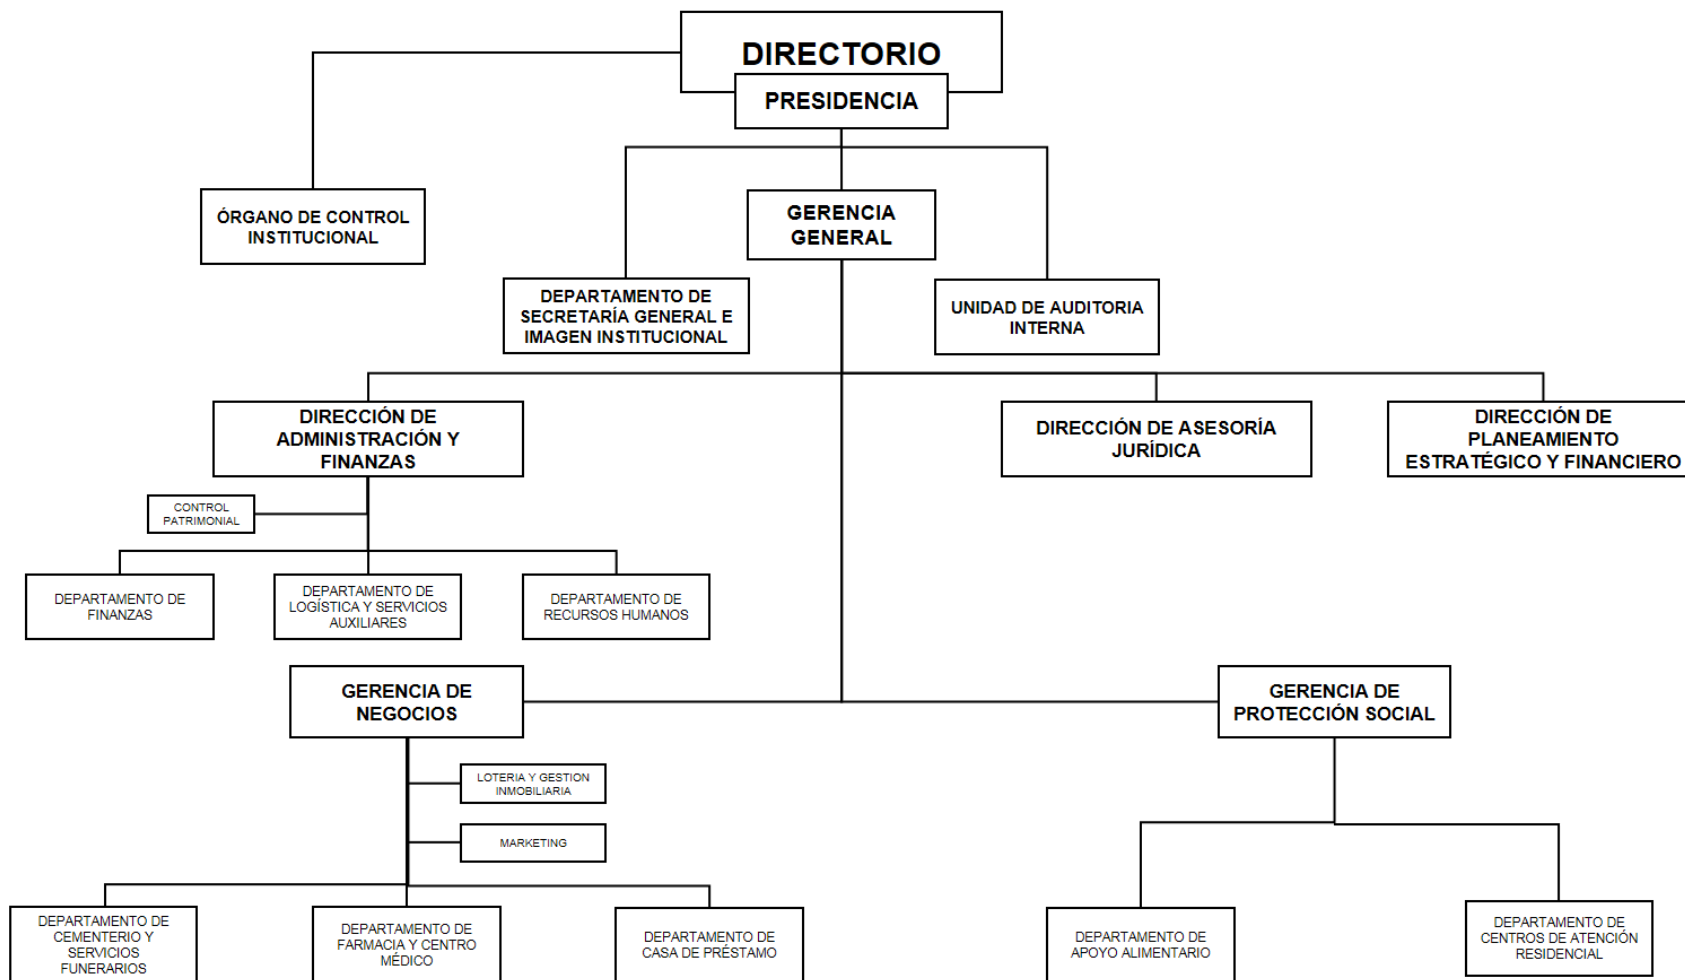 DIRECTORIO
PRESIDENCIA
ÓRGANO DE CONTROL
INSTITUCIONAL
GERENCIA
GENERAL
DEPARTAMENTO DE
SECRETARÍA GENERAL E
IMAGEN INSTITUCIONAL
UNIDAD DE AUDITORIA
INTERNA
DIRECCIÓN DE
ADMINISTRACIÓN Y
FINANZAS
DIRECCIÓN DE ASESORÍA
JURÍDICA
DIRECCIÓN DE
PLANEAMIENTO
ESTRATÉGICO Y FINANCIERO
CONTROL
PATRIMONIAL
DEPARTAMENTO DE
FINANZAS
DEPARTAMENTO DE
LOGÍSTICA Y SERVICIOS
AUXILIARES
DEPARTAMENTO DE
RECURSOS HUMANOS
GERENCIA DE
NEGOCIOS
GERENCIA DE
PROTECCIÓN SOCIAL
LOTERIA Y GESTION
INMOBILIARIA
MARKETING
DEPARTAMENTO DE
CEMENTERIO Y
SERVICIOS
FUNERARIOS
DEPARTAMENTO DE
FARMACIA Y CENTRO
MÉDICO
DEPARTAMENTO DE
CASA DE PRÉSTAMO
DEPARTAMENTO DE
APOYO ALIMENTARIO
DEPARTAMENTO DE
CENTROS DE ATENCIÓN
RESIDENCIAL